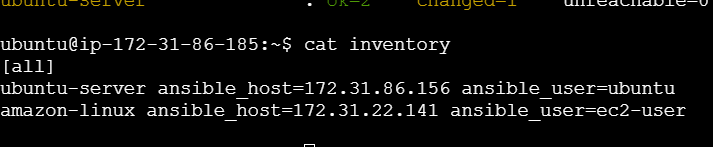 ubuntu-server : ok=2 changed=1 unreachable=0
ubuntu@ip-172-31-86-185:~$ cat inventory
[all]
ubuntu-server ansible_host=172.31.86.156 ansible_user=ubuntu
amazon-linux ansible_host=172.31.22.141 ansible_user=ec2-user